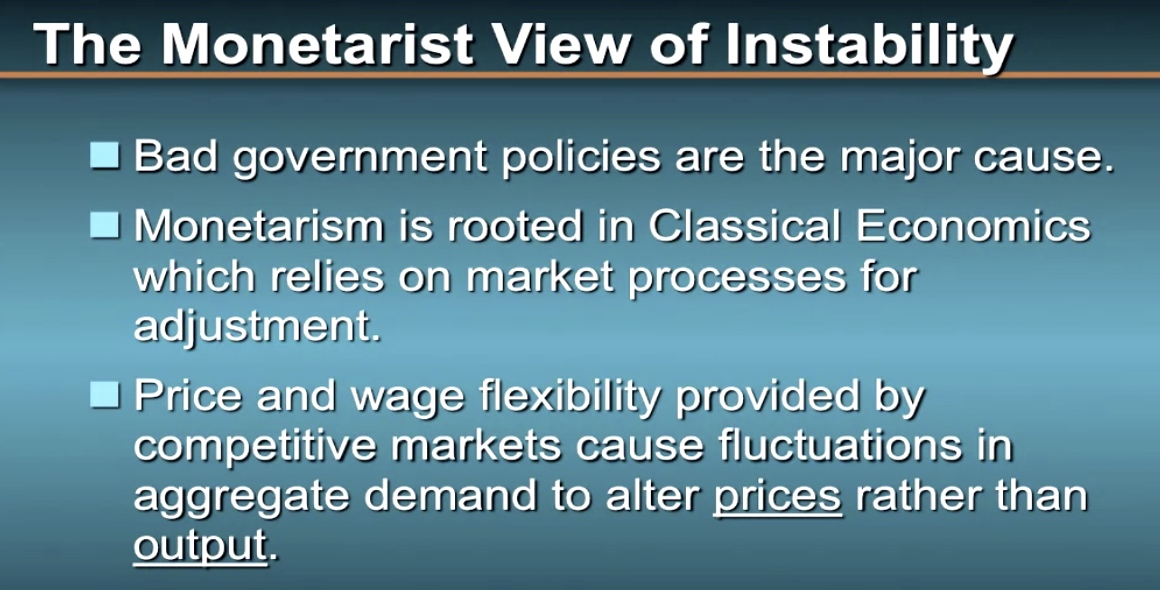 The Monetarist View of Instability
Bad government policies are the major cause.
Monetarism is rooted in Classical Economics
which relies on market processes for
adjustment.
Price and wage flexibility provided by
competitive markets cause fluctuations in
aggregate demand to alter prices rather than
output.